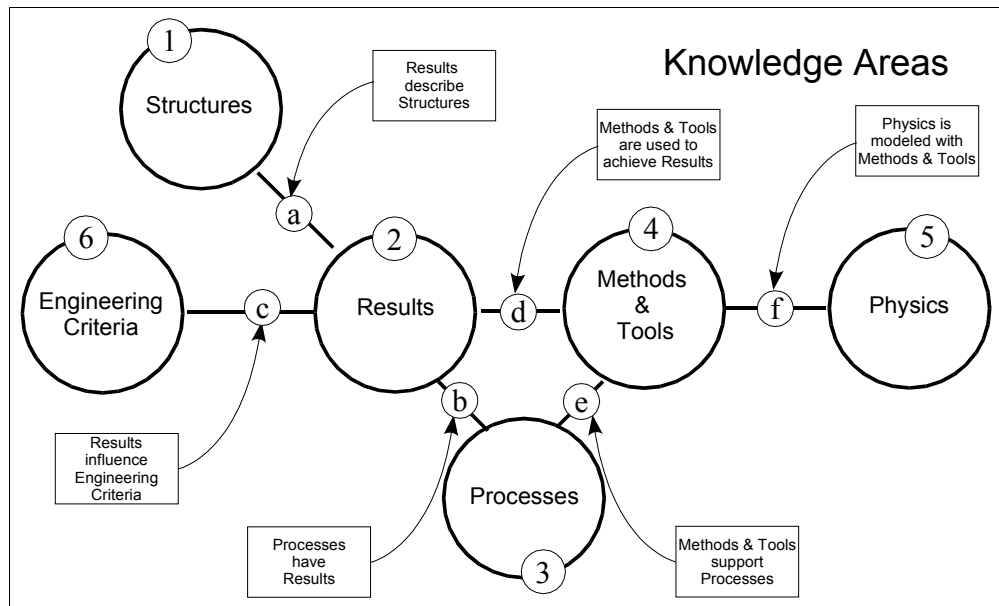 Knowledge Areas
1
Structures
Results
describe
Structures
a
Methods & Tools
are used to
achieve Results
Physics is
modeled with
Methods & Tools
6
Engineering
Criteria
c
2
Results
d
4
Methods
&
Tools
f
5
Physics
b
e
Results
influence
Engineering
Criteria
Processes
3
Processes
have
Results
Methods & Tools
support
Processes